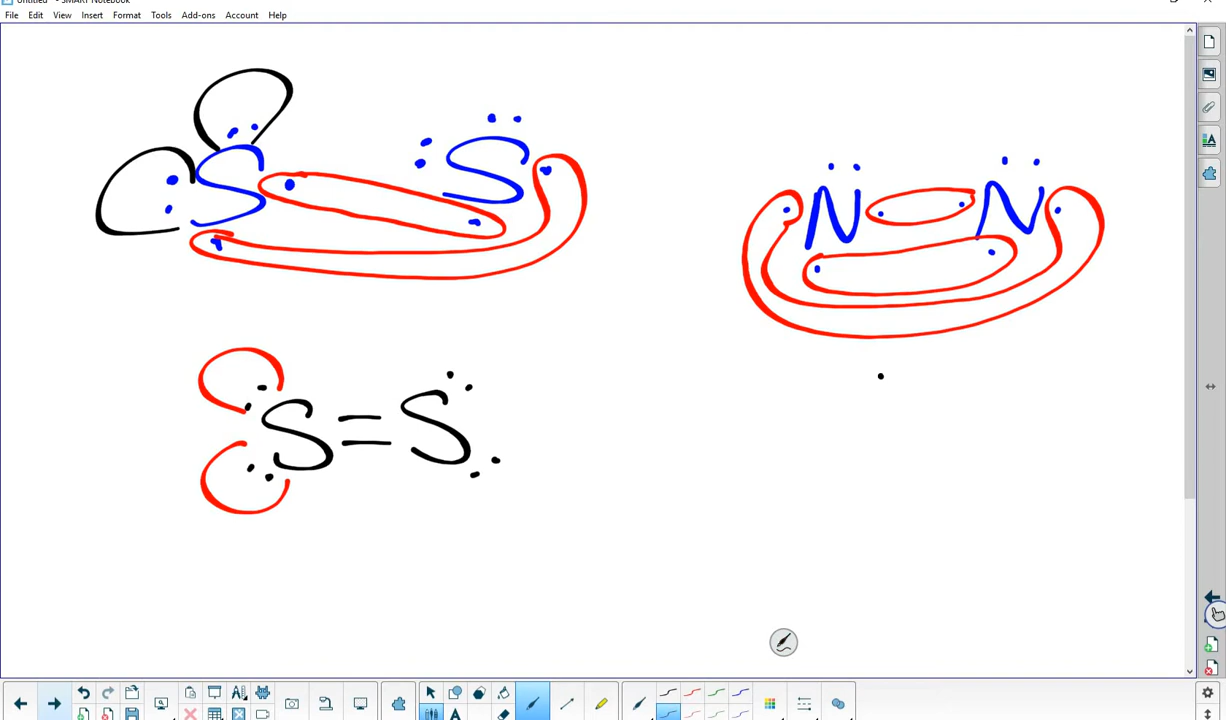 Untitled - SMART Notebook
File Edit View Insert Format Tools Add-ons Account Help
S S
N N
S = S